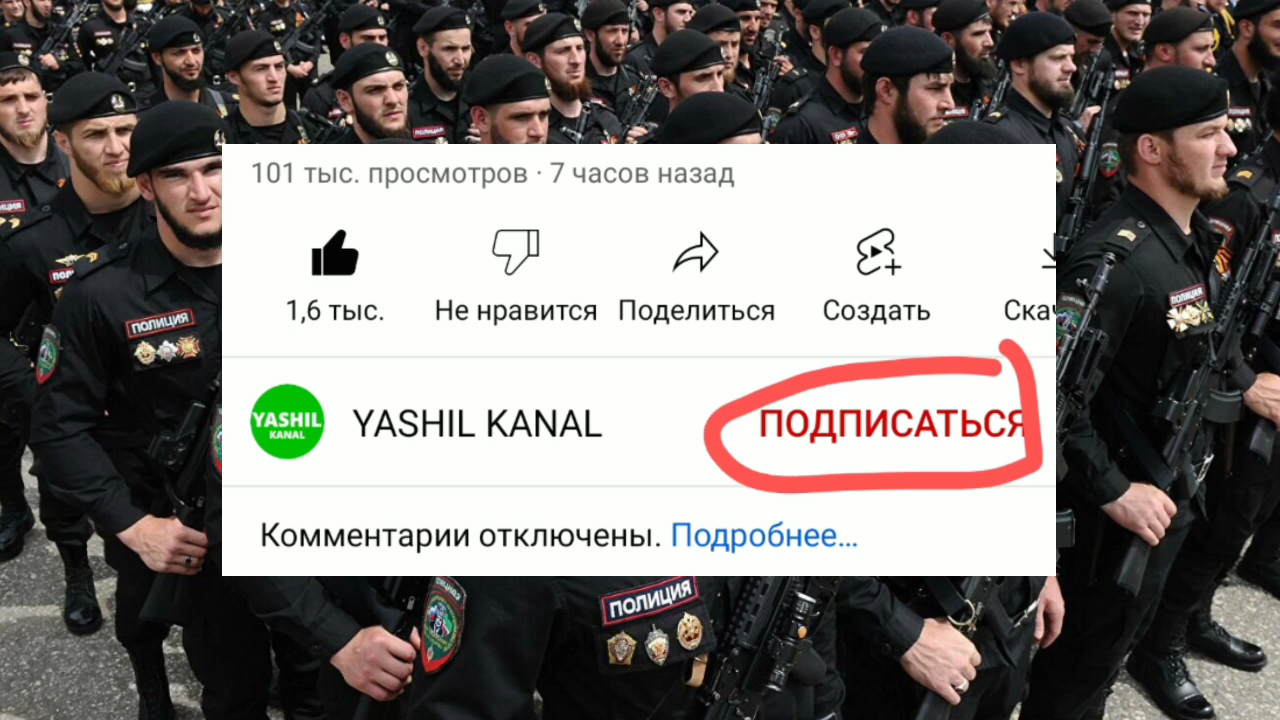 101 тыс. просмотров · 7 часов назад
1,6 тыс.
Не нравится
Поделиться
Создать
YASHIL
KANAL
YASHIL KANAL
ПОДПИСАТЬСЯ
Комментарии отключены. Подробнее…
ПОЛИЦИЯ
ПОЛИЦИЯ
ПОЛИЦИЯ